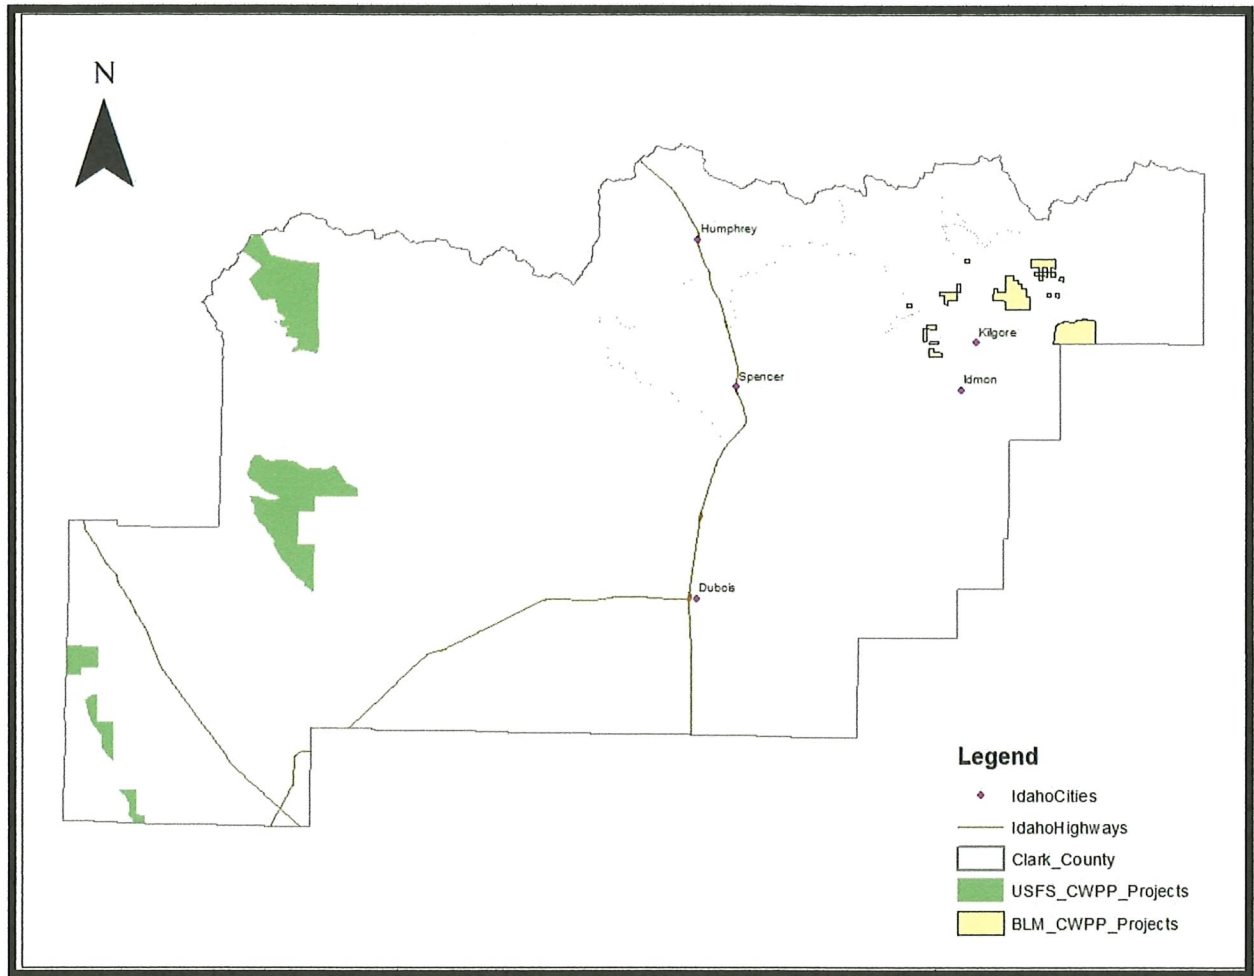 N
Humphrey
Kilgore
Spencer
Idmon
Dubois
Legend
IdahoCities
IdahoHighways
Clark_County
USFS_CWPP_Projects
BLM_CWPP_Projects